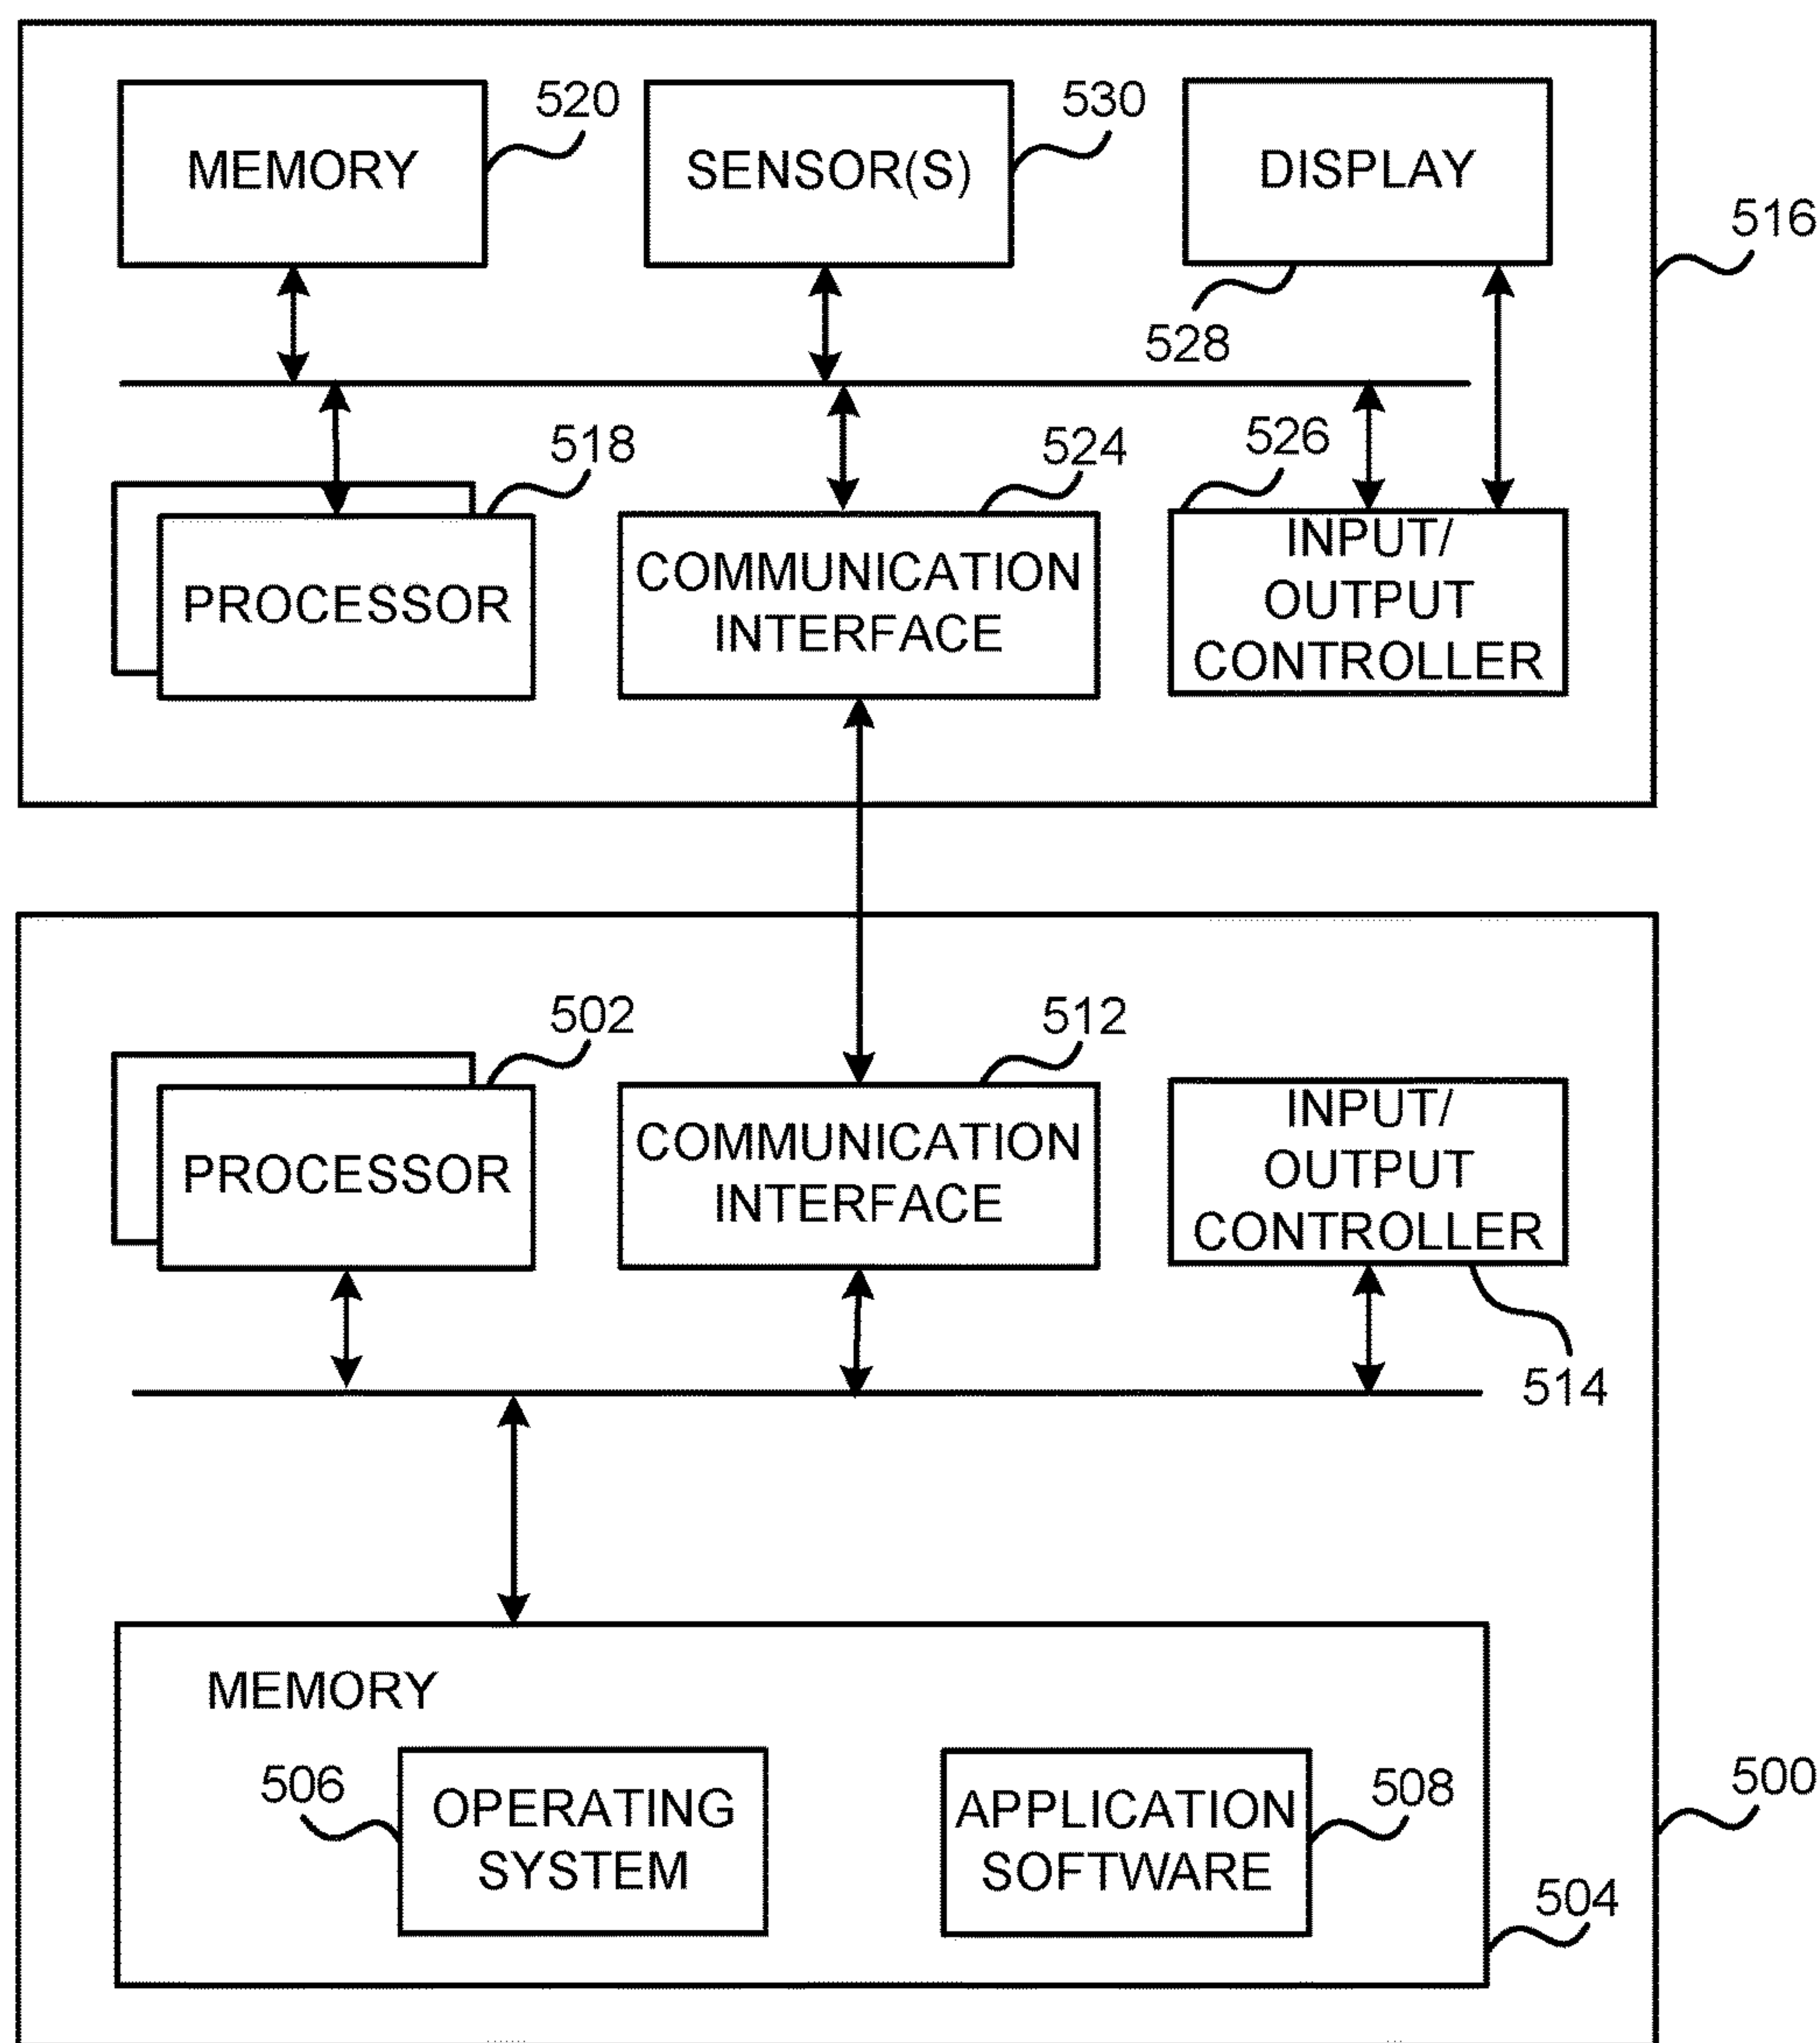 520
530
MEMORY
SENSOR(S)
DISPLAY
516
528
518
524
526
PROCESSOR
COMMUNICATION
INTERFACE
INPUT/
OUTPUT
CONTROLLER
502
512
PROCESSOR
COMMUNICATION
INTERFACE
INPUT/
OUTPUT
CONTROLLER
514
MEMORY
506
OPERATING
SYSTEM
APPLICATION
SOFTWARE
508
500
504